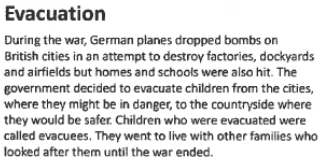 Evacuation
During the war, German planes dropped bombs on
British cities in an attempt to destroy factories, dockyards
and airfields but homes and schools were also hit. The
government decided to evacuate children from the cities,
where they might be in danger, to the countryside where
they would be safer. Children who were evacuated were
called evacuees. They went to live with other families who
looked after them until the war ended.